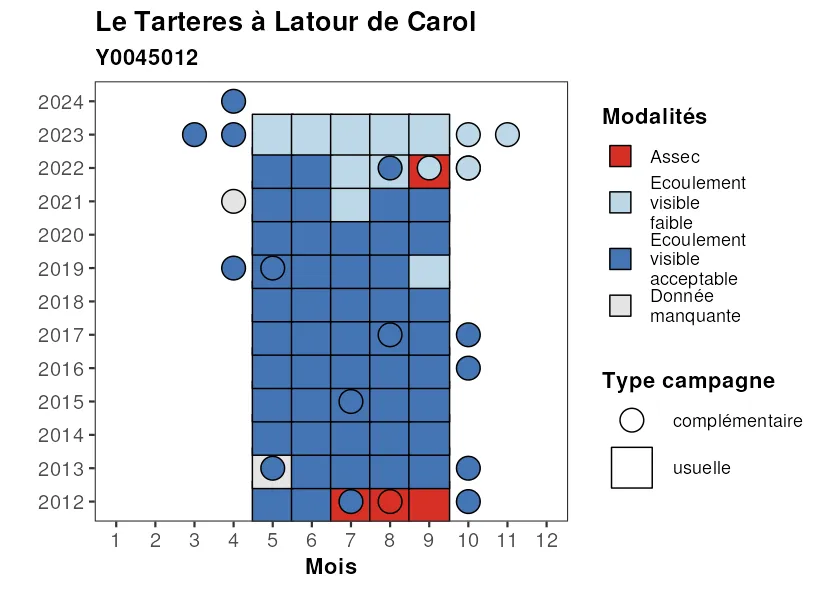 Le Tarteres à Latour de Carol
Y0045012
2024
2023
2022
2021
2020
2019
2018
2017
2016
2015
2014
2013
2012
1 2 3 4 5 6 7 8 9 10 11 12
Mois
Modalités
Assec
Ecoulement
visible
faible
Ecoulement
visible
acceptable
Donnée
manquante
Type campagne
complémentaire
usuelle